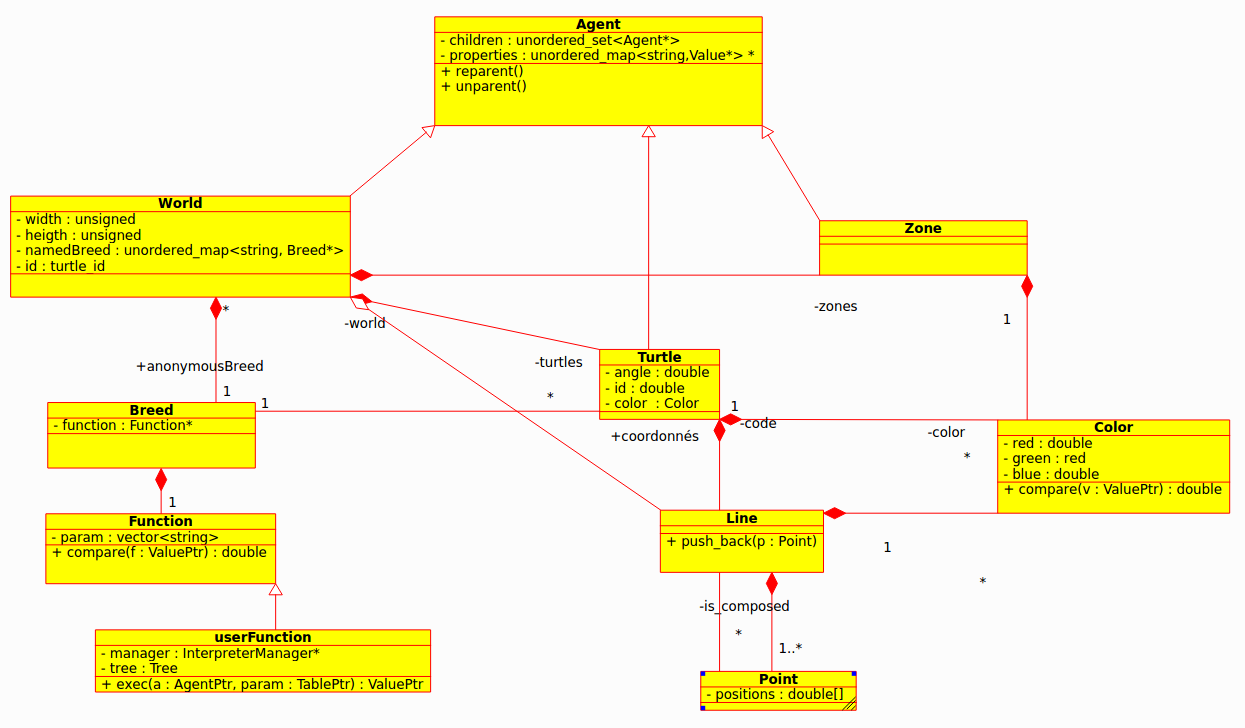 Agent
- children : unordered_set<Agent*>
- properties : unordered_map<string,Value*> *
+ reparent()
+ unparent()
World
- width : unsigned
- heigth : unsigned
- namedBreed : unordered_map<string, Breed*>
- id : turtle_id
Zone
*
-world
-zones
1
+anonymousBreed
1
-turtles
*
Turtle
- angle : double
- id : double
- color : Color
Breed
- function : Function*
1
1
-code
+coordonnés
-color
*
Color
- red : double
- green : red
- blue : double
+ compare(v : ValuePtr) : double
1
Function
- param : vector<string>
+ compare(f : ValuePtr) : double
Line
+ push_back(p : Point)
1
*
-is_composed
*
1..*
userFunction
- manager : InterpreterManager*
- tree : Tree
+ exec(a : AgentPtr, param : TablePtr) : ValuePtr
Point
- positions : double[]